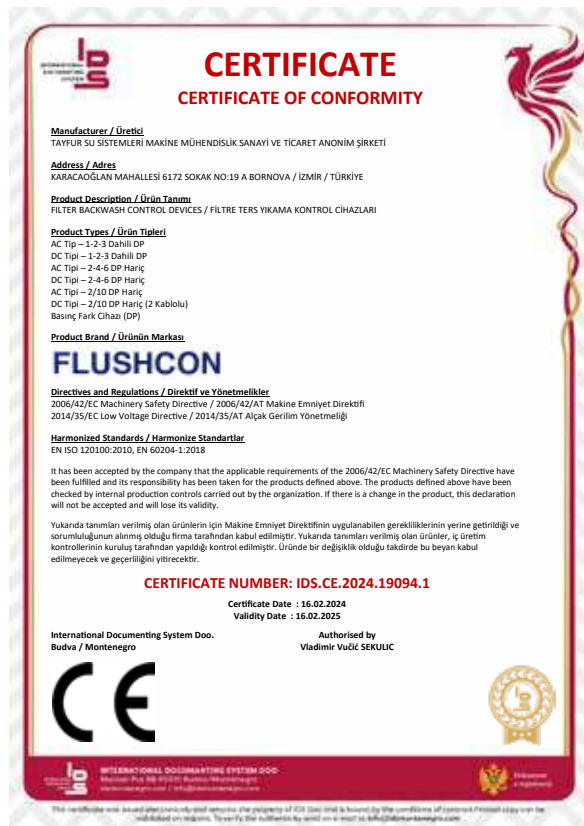 INTERNATIONAL
DOCUMANTING
SYSTEM
IDS
CERTIFICATE
CERTIFICATE OF CONFORMITY
Manufacturer / Üretici
TAYFUR SU SİSTEMLERİ MAKİNE MÜHENDİSLİK SANAYİ VE TİCARET ANONİM ŞİRKETİ
Address / Adres
KARACAOĞLAN MAHALLESİ 6172 SOKAK NO:19 A BORNOVA / İZMİR / TÜRKİYE
Product Description / Ürün Tanımı
FILTER BACKWASH CONTROL DEVICES / FİLTRE TERS YIKAMA KONTROL CİHAZLARI
Product Types / Ürün Tipleri
AC Tip – 1-2-3 Dahili DP
DC Tipi – 1-2-3 Dahili DP
AC Tipi – 2-4-6 DP Hariç
DC Tipi – 2-4-6 DP Hariç
AC Tipi – 2/10 DP Hariç
DC Tipi – 2/10 DP Hariç (2 Kablolu)
Basınç Fark Cihazı (DP)
Product Brand / Ürünün Markası
FLUSHCON
Directives and Regulations / Direktif ve Yönetmelikler
2006/42/EC Machinery Safety Directive / 2006/42/AT Makine Emniyet Direktifi
2014/35/EC Low Voltage Directive / 2014/35/AT Alçak Gerilim Yönetmeliği
Harmonized Standards / Harmonize Standartlar
EN ISO 120100:2010, EN 60204-1:2018
It has been accepted by the company that the applicable requirements of the 2006/42/EC Machinery Safety Directive have
been fulfilled and its responsibility has been taken for the products defined above. The products defined above have been
checked by internal production controls carried out by the organization. If there is a change in the product, this declaration
will not be accepted and will lose its validity.
Yukarıda tanımları verilmiş olan ürünlerin için Makine Emniyet Direktifinin uygulanabilen gerekliliklerinin yerine getirildiği ve
sorumluluğunun alınmış olduğu firma tarafından kabul edilmiştir. Yukarıda tanımları verilmiş olan ürünler, iç üretim
kontrollerinin kuruluş tarafından yapıldığı kontrol edilmiştir. Üründe bir değişiklik olduğu takdirde bu beyan kabul
edilmeyecek ve geçerliliğini yitirecektir.
CERTIFICATE NUMBER: IDS.CE.2024.19094.1
Certificate Date : 16.02.2024
Validity Date : 16.02.2025
International Documenting System Doo.
Budva / Montenegro
Authorised by
Vladimir Vučić SEKULIC
CE
IDS
IDS
INTERNATIONAL DOCUMANTING SYSTEM DOO